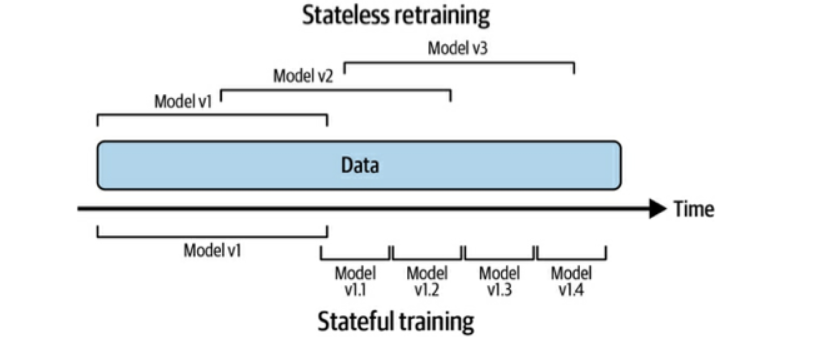 Stateless retraining
Model v3
Model v2
Model v1
Data
Time
Model v1
Model
v1.1
Model
v1.2
Model
v1.3
Model
v1.4
Stateful training